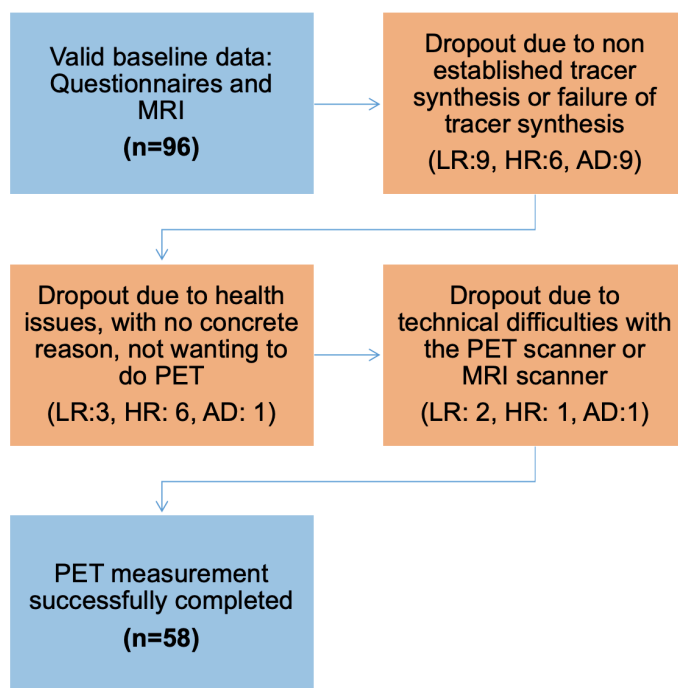 Valid baseline data:
Questionnaires and
MRI
(n=96)
Dropout due to non
established tracer
synthesis or failure of
tracer synthesis
(LR:9, HR:6, AD:9)
Dropout due to health
issues, with no concrete
reason, not wanting to
do PET
(LR:3, HR: 6, AD: 1)
Dropout due to
technical difficulties with
the PET scanner or
MRI scanner
(LR: 2, HR: 1, AD:1)
PET measurement
successfully completed
(n=58)